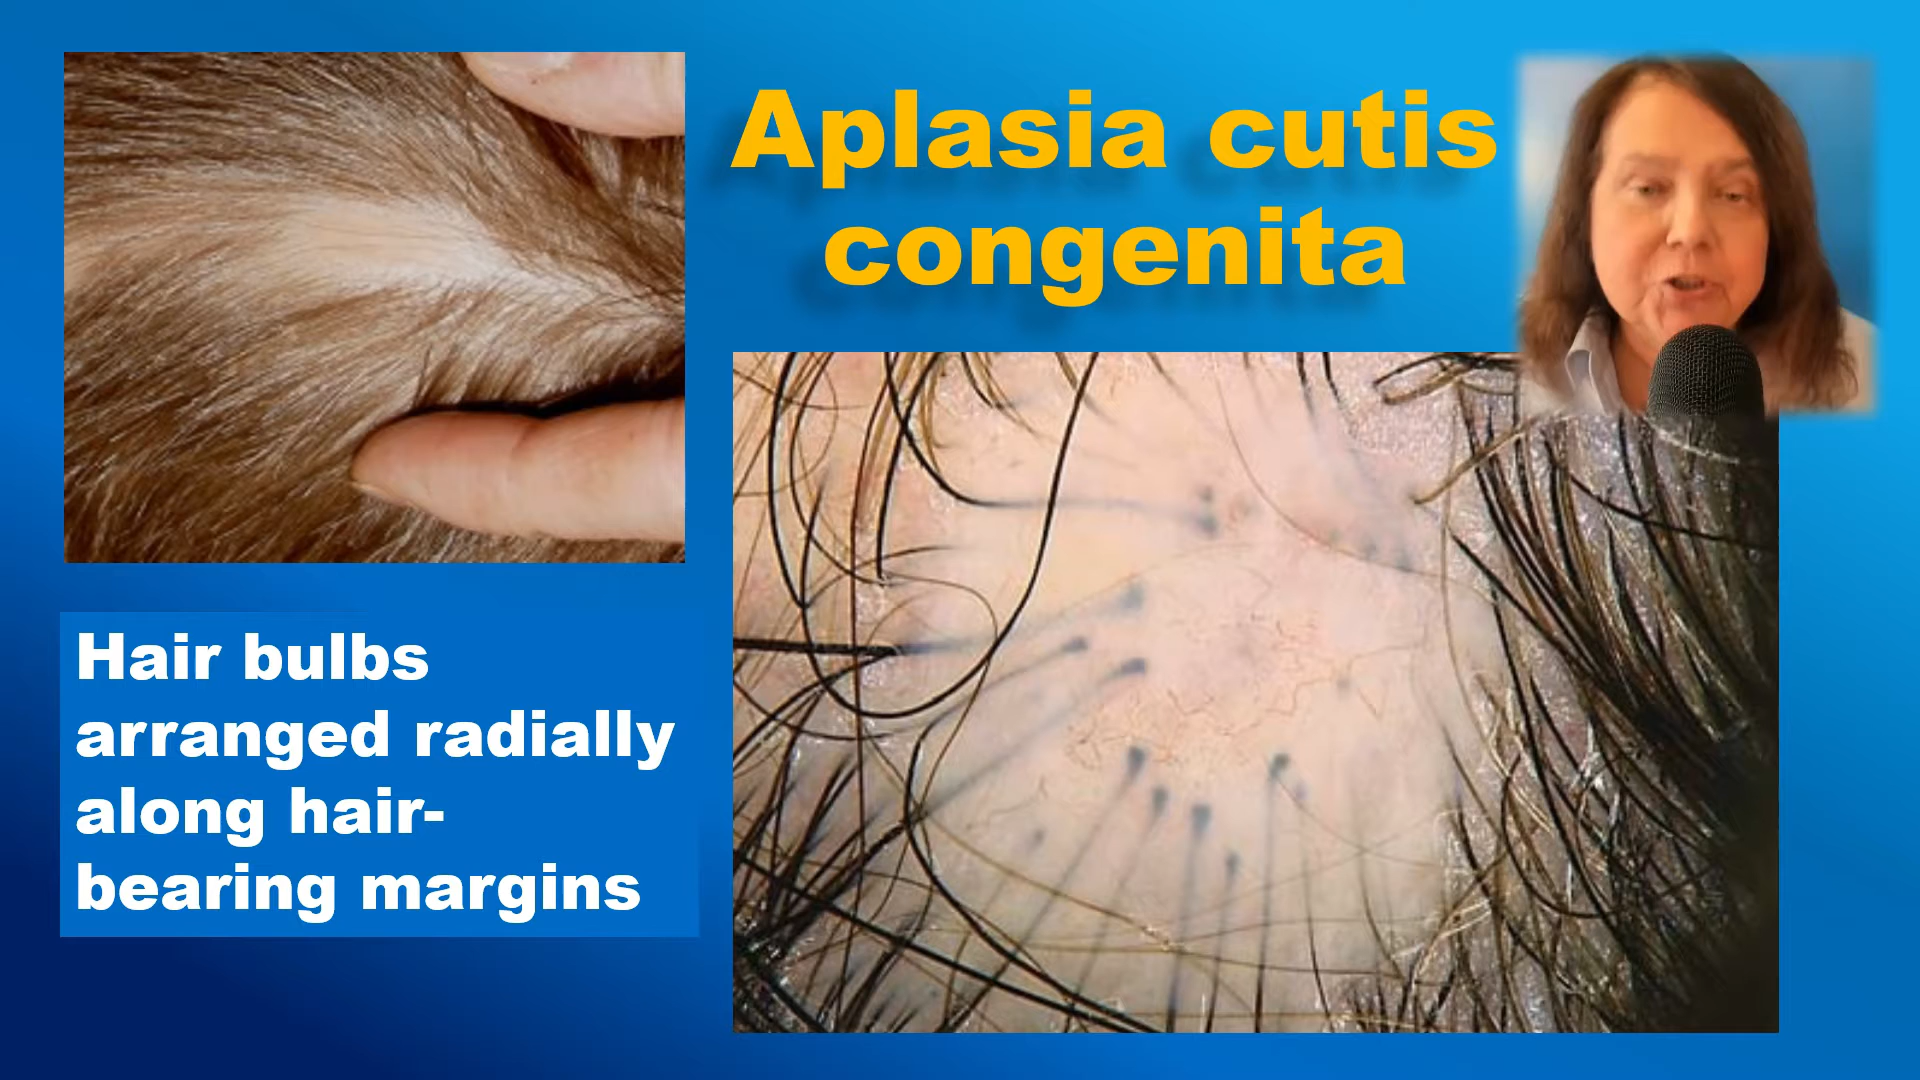 Aplasia cutis
congenita
Hair bulbs
arranged radially
along hair-
bearing margins